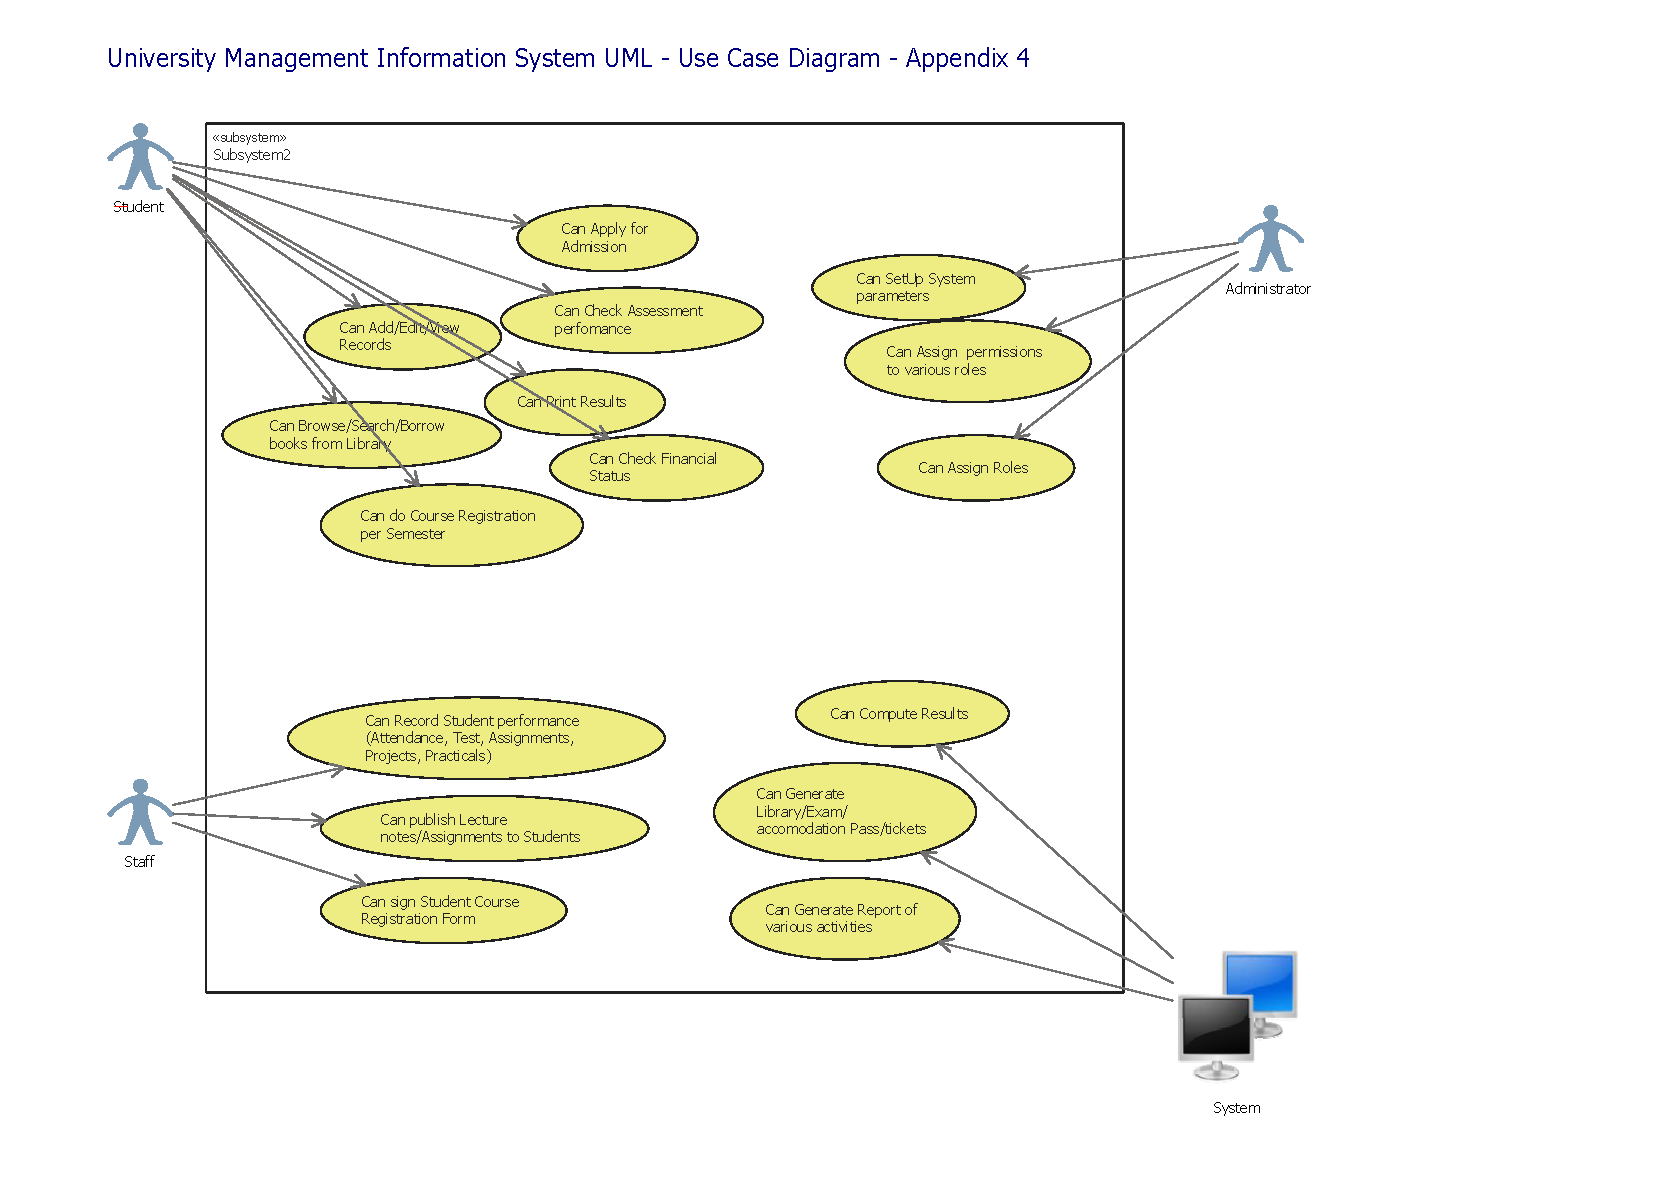 University Management Information System UML - Use Case Diagram - Appendix 4
«subsystem»
Subsystem2
Student
Can Apply for
Admission
Can SetUp System
parameters
Administrator
Can Check Assessment
perfomance
Can Add/Edit/View
Records
Can Assign  permissions
to various roles
Can Print Results
Can Browse/Search/Borrow
books from Library
Can Check Financial
Status
Can Assign Roles
Can do Course Registration
per Semester
Can Record Student performance
(Attendance, Test, Assignments,
Projects, Practicals)
Can Compute Results
Can Generate
Library/Exam/
accomodation Pass/tickets
Can publish Lecture
notes/Assignments to Students
Staff
Can sign Student Course
Registration Form
Can Generate Report of
various activities
System